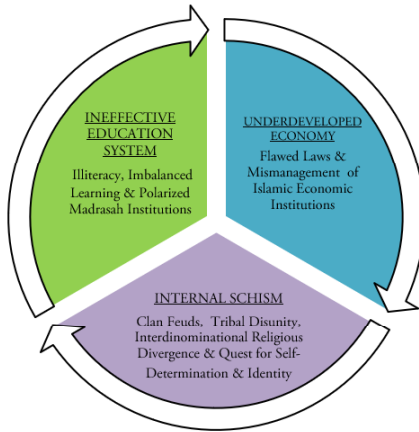 INEFFECTIVE
EDUCATION
SYSTEM
Illiteracy, Imbalanced
Learning & Polarized
Madrasah Institutions
UNDERDEVELOPED
ECONOMY
Flawed Laws &
Mismanagement of
Islamic Economic
Institutions
INTERNAL SCHISM
Clan Feuds, Tribal Disunity,
Interdinominational Religious
Divergence & Quest for Self-
Determination & Identity